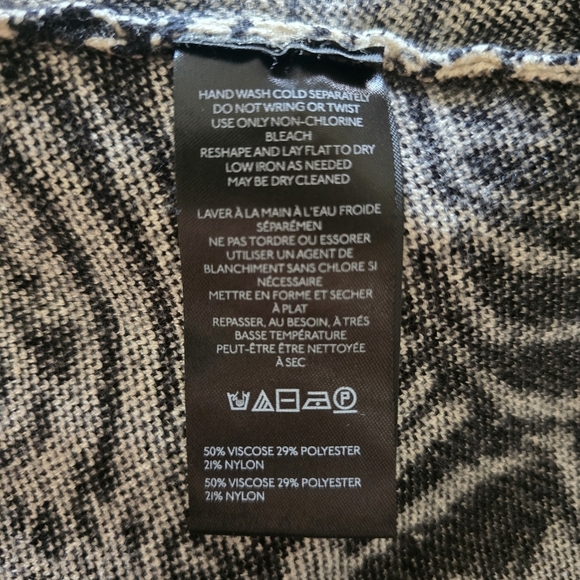 HAND WASH COLD SEPARATELY
DO NOT WRING OR TWIST
USE ONLY NON-CHLORINE
BLEACH
RESHAPE AND LAY FLAT TO DRY
LOW IRON AS NEEDED
MAY BE DRY CLEANED
LAVER À LA MAIN À L'EAU FROIDE
SÉPARÉMEN
NE PAS TORDRE OU ESSORER
UTILISER UN AGENT DE
BLANCHIMENT SANS CHLORE SI
NÉCESSAIRE
METTRE EN FORME ET SECHER
À PLAT
REPASSER, AU BESOIN, À TRÉS
BASSE TEMPÉRATURE
PEUT-ÊTRE ÊTRE NETTOYÉE
À SEC
P
50% VISCOSE 29% POLYESTER
21% NYLON
50% VISCOSE 29% POLYESTER
21% NYLON